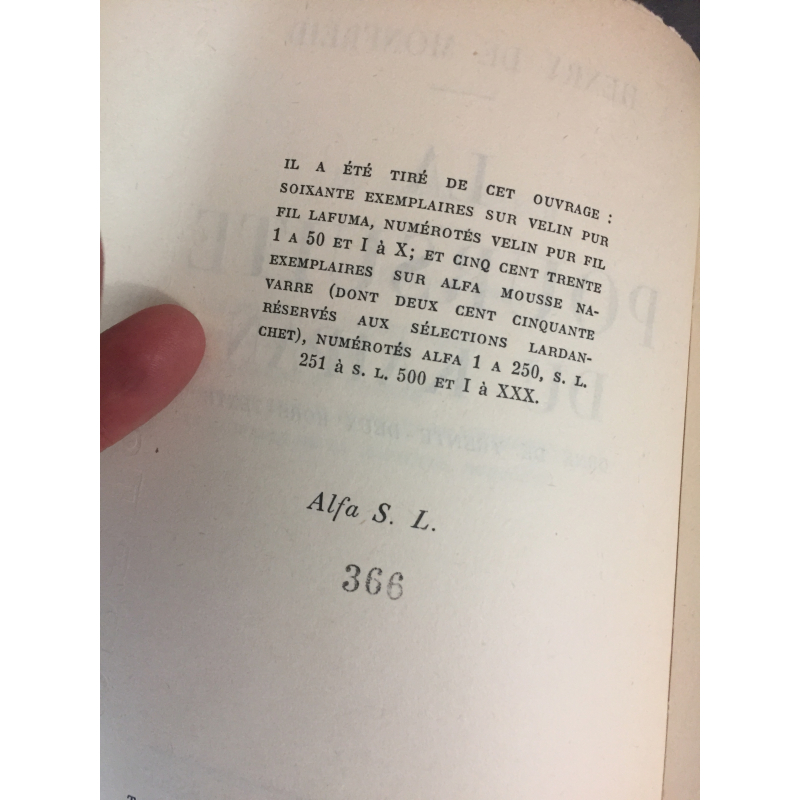 IL A ÉTÉ TIRÉ DE CET OUVRAGE :
SOIXANTE EXEMPLAIRES SUR VELIN PUR
FIL LAFUMA, NUMÉROTÉS VELIN PUR FIL
1 A 50 ET I à X; ET CINQ CENT TRENTE
EXEMPLAIRES SUR ALFA MOUSSE NA-
VARRE (DONT DEUX CENT CINQUANTE
RÉSERVÉS AUX SÉLECTIONS LARDAN-
CHET), NUMÉROTÉS ALFA 1 A 250, S. L.
251 à S. L. 500 ET I à XXX.
Alfa S. L.
366